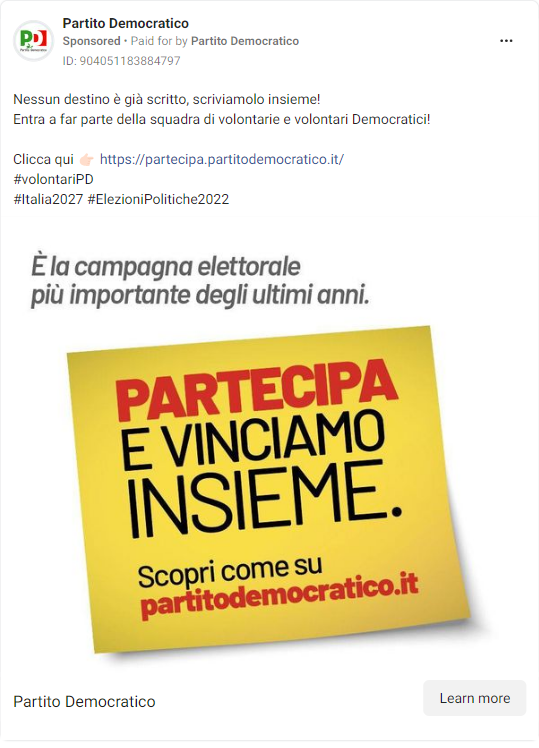 Partito Democratico
Sponsored • Paid for by Partito Democratico
ID: 904051183884797
Nessun destino è già scritto, scriviamolo insieme!
Entra a far parte della squadra di volontarie e volontari Democratici!
Clicca qui 👉🏻 https://partecipa.partitodemocratico.it/
#volontariPD
#Italia2027 #ElezioniPolitiche2022
È la campagna elettorale
più importante degli ultimi anni.
PARTECIPA
E VINCIAMO
INSIEME.
Scopri come su
partitodemocratico.it
Partito Democratico
Learn more